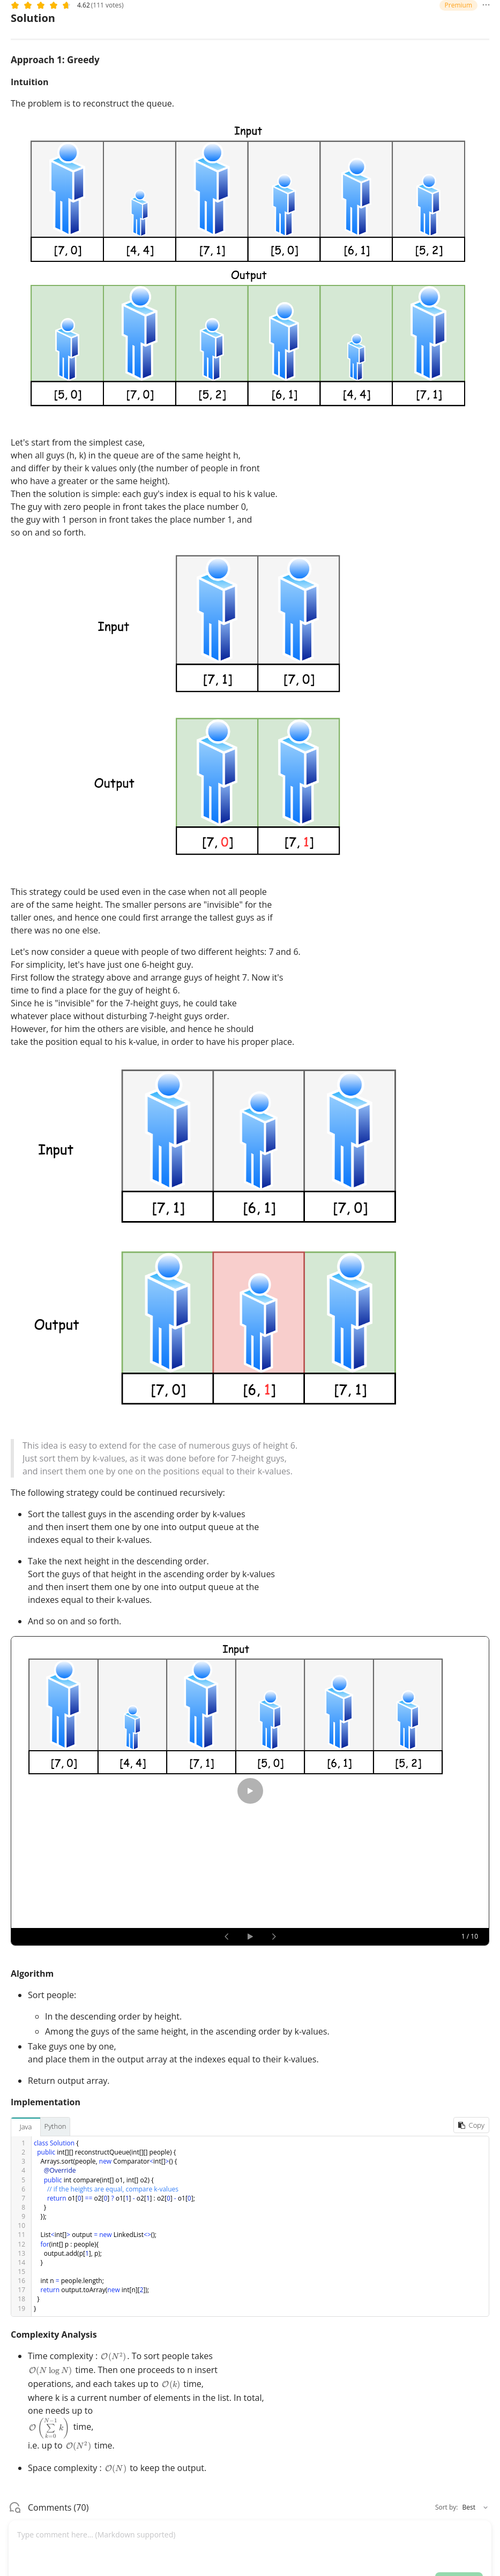 4.62 (111 votes)
Premium
Solution
Approach 1: Greedy
Intuition
The problem is to reconstruct the queue.
Input
[7, 0] [4, 4] [7, 1] [5, 0] [6, 1] [5, 2]
Output
[5, 0] [7, 0] [5, 2] [6, 1] [4, 4] [7, 1]
Let's start from the simplest case,
when all guys (h, k) in the queue are of the same height h,
and differ by their k values only (the number of people in front
who have a greater or the same height).
Then the solution is simple: each guy's index is equal to his k value.
The guy with zero people in front takes the place number 0,
the guy with 1 person in front takes the place number 1, and
so on and so forth.
Input
[7, 1] [7, 0]
Output
[7, 0] [7, 1]
This strategy could be used even in the case when not all people
are of the same height. The smaller persons are "invisible" for the
taller ones, and hence one could first arrange the tallest guys as if
there was no one else.
Let's now consider a queue with people of two different heights: 7 and 6.
For simplicity, let's have just one 6-height guy.
First follow the strategy above and arrange guys of height 7. Now it's
time to find a place for the guy of height 6.
Since he is "invisible" for the 7-height guys, he could take
whatever place without disturbing 7-height guys order.
However, for him the others are visible, and hence he should
take the position equal to his k-value, in order to have his proper place.
Input
[7, 1] [6, 1] [7, 0]
Output
[7, 0] [6, 1] [7, 1]
This idea is easy to extend for the case of numerous guys of height 6.
Just sort them by k-values, as it was done before for 7-height guys,
and insert them one by one on the positions equal to their k-values.
The following strategy could be continued recursively:
• Sort the tallest guys in the ascending order by k-values
and then insert them one by one into output queue at the
indexes equal to their k-values.
• Take the next height in the descending order.
Sort the guys of that height in the ascending order by k-values
and then insert them one by one into output queue at the
indexes equal to their k-values.
• And so on and so forth.
Input
[7, 0] [4, 4] [7, 1] [5, 0] [6, 1] [5, 2]
1 / 10
Algorithm
• Sort people:
◦ In the descending order by height.
◦ Among the guys of the same height, in the ascending order by k-values.
• Take guys one by one,
and place them in the output array at the indexes equal to their k-values.
• Return output array.
Implementation
Java Python Copy
1 class Solution {
2 public int[][] reconstructQueue(int[][] people) {
3 Arrays.sort(people, new Comparator<int[]>() {
4 @Override
5 public int compare(int[] o1, int[] o2) {
6 // if the heights are equal, compare k-values
7 return o1[0] == o2[0] ? o1[1] - o2[1] : o2[0] - o1[0];
8 }
9 });
10
11 List<int[]> output = new LinkedList<>();
12 for(int[] p : people){
13 output.add(p[1], p);
14 }
15
16 int n = people.length;
17 return output.toArray(new int[n][2]);
18 }
19 }
Complexity Analysis
• Time complexity : O(N²). To sort people takes
O(N log N) time. Then one proceeds to n insert
operations, and each takes up to O(k) time,
where k is a current number of elements in the list. In total,
one needs up to
O(∑_{k=0}^{N−1} k) time,
i.e. up to O(N²) time.
• Space complexity : O(N) to keep the output.
Comments (70)
Sort by: Best
Type comment here... (Markdown supported)